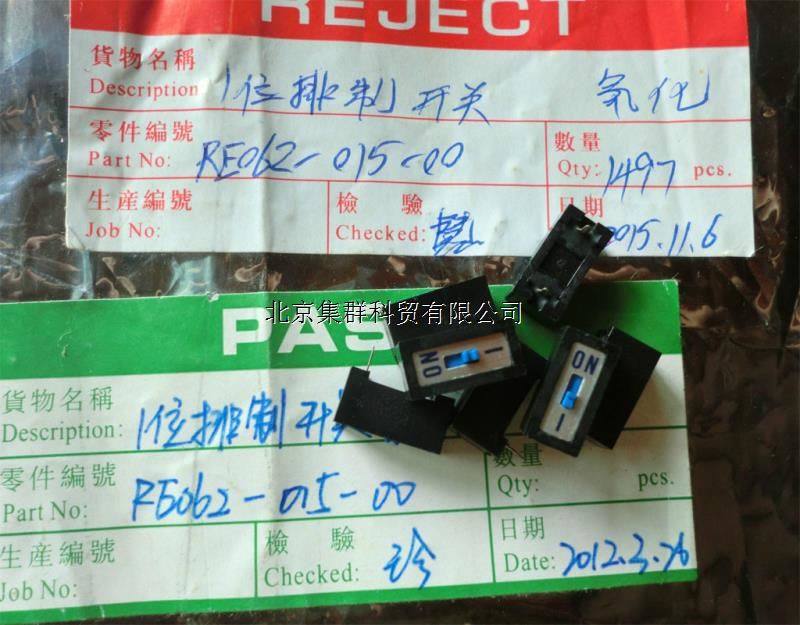 REJECT
貨物名稱
Description 1位排制开关 氧化
零件編號
Part No: RE062-015-00
數量
Qty: 1497 pcs.
生産編號
Job No:
檢 驗
Checked:
日期
2015.11.6
北京集群科贸有限公司
PAS
貨物名稱
Description: 1位排制开关
零件編號
Part No: RE062-015-00
數量
Qty: pcs.
生産編號
Job No:
檢 驗
Checked: 珍
日期
Date: 2012.3.26
ON I
ON
I